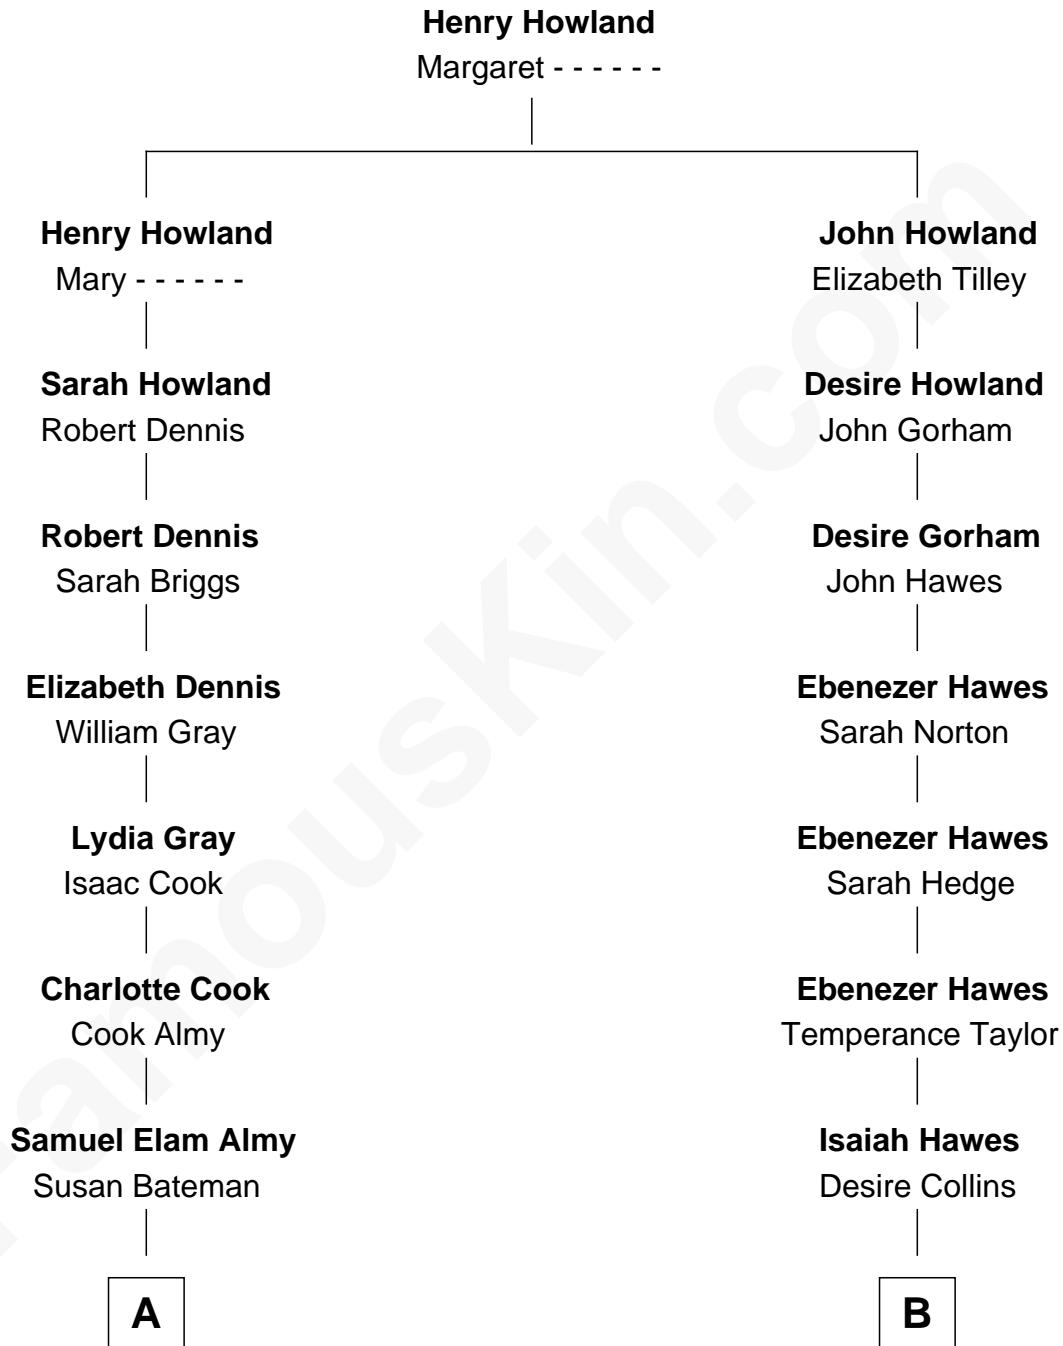 Henry Howland
Margaret - - - - - -
Henry Howland
Mary - - - - - -
John Howland
Elizabeth Tilley
Sarah Howland
Robert Dennis
Desire Howland
John Gorham
Robert Dennis
Sarah Briggs
Desire Gorham
John Hawes
Elizabeth Dennis
William Gray
Ebenezer Hawes
Sarah Norton
Lydia Gray
Isaac Cook
Ebenezer Hawes
Sarah Hedge
Charlotte Cook
Cook Almy
Ebenezer Hawes
Temperance Taylor
Samuel Elam Almy
Susan Bateman
Isaiah Hawes
Desire Collins
A
B
FamousKin.com